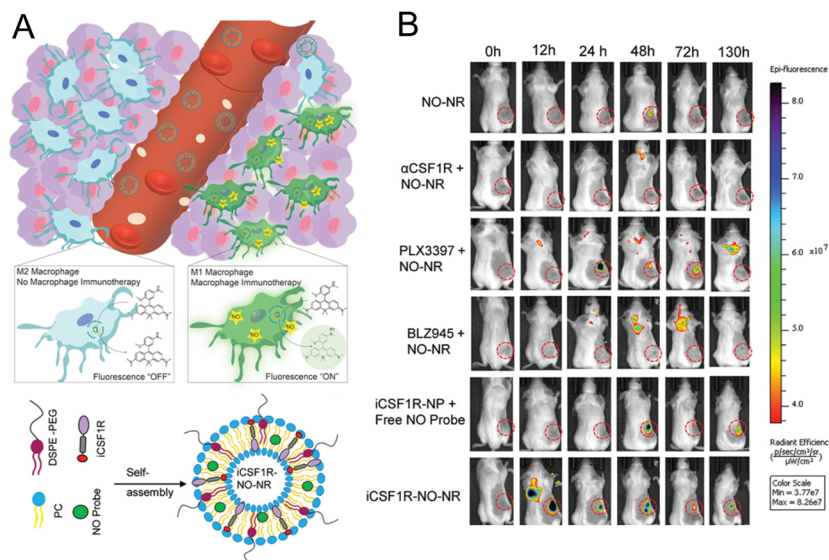 A
M2 Macrophage
No Macrophage Immunotherapy
Fluorescence "OFF"
M1 Macrophage
Macrophage Immunotherapy
NO
NO
NO
Fluorescence "ON"
DSPE -PEG
iCSF1R
PC
NO Probe
Self-
assembly
iCSF1R-
NO-NR
B
0h 12h 24 h 48h 72h 130h
NO-NR
αCSF1R +
NO-NR
PLX3397 +
NO-NR
BLZ945 +
NO-NR
iCSF1R-NP +
Free NO Probe
iCSF1R-NO-NR
Epi-fluorescence
8.0
7.0
6.0
x10⁷
5.0
4.0
Radiant Efficienc
(p/sec/cm²/sr
μW/cm²)
Color Scale
Min = 3.77e7
Max = 8.26e7